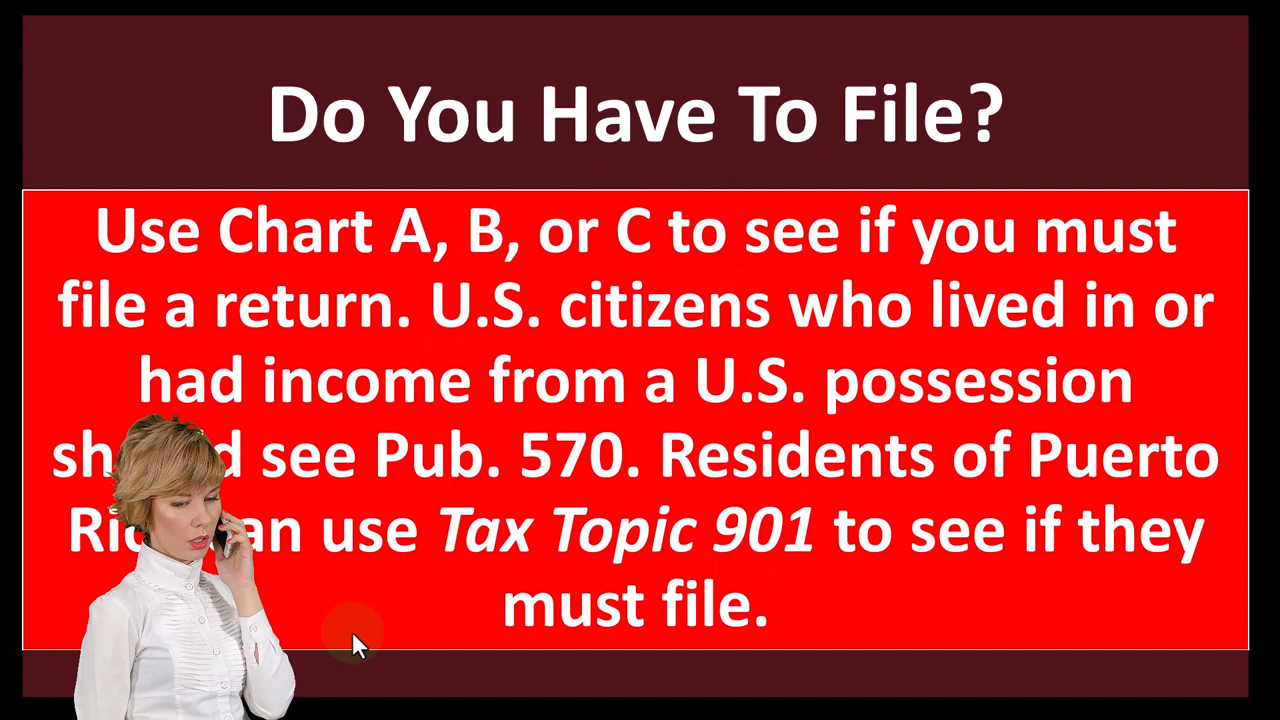 Do You Have To File?
Use Chart A, B, or C to see if you must
file a return. U.S. citizens who lived in or
had income from a U.S. possession
see Pub. 570. Residents of Puerto
use Tax Topic 901 to see if they
must file.